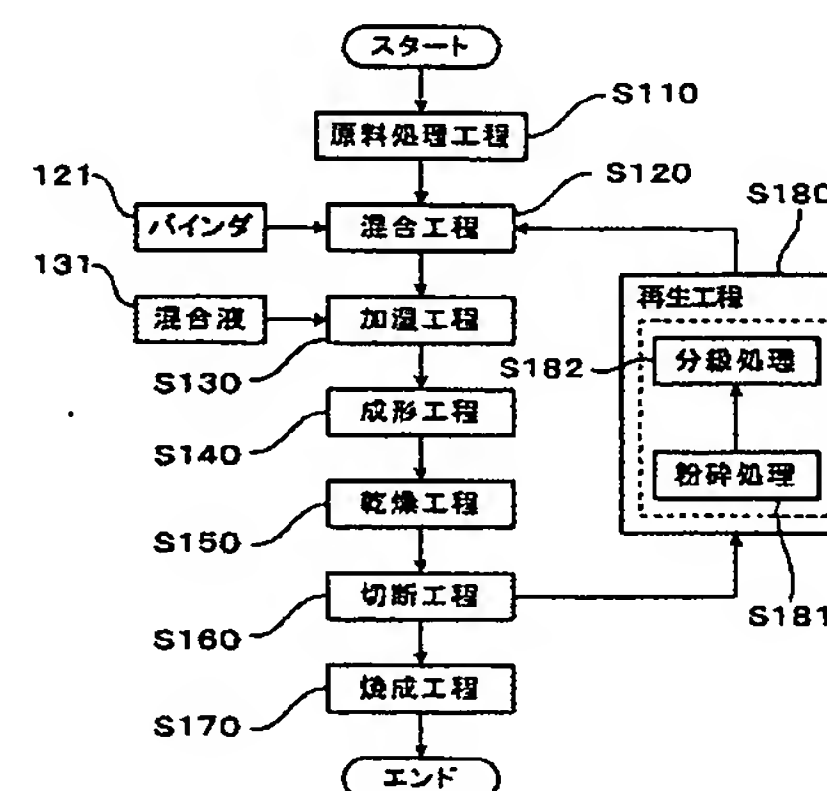 スタート
S110
原料処理工程
S120
121
バインダ
混合工程
S180
131
混合液
加湿工程
再生工程
S130
S182
分級処理
成形工程
S140
粉砕処理
乾燥工程
S150
切断工程
S160
S181
焼成工程
S170
エンド